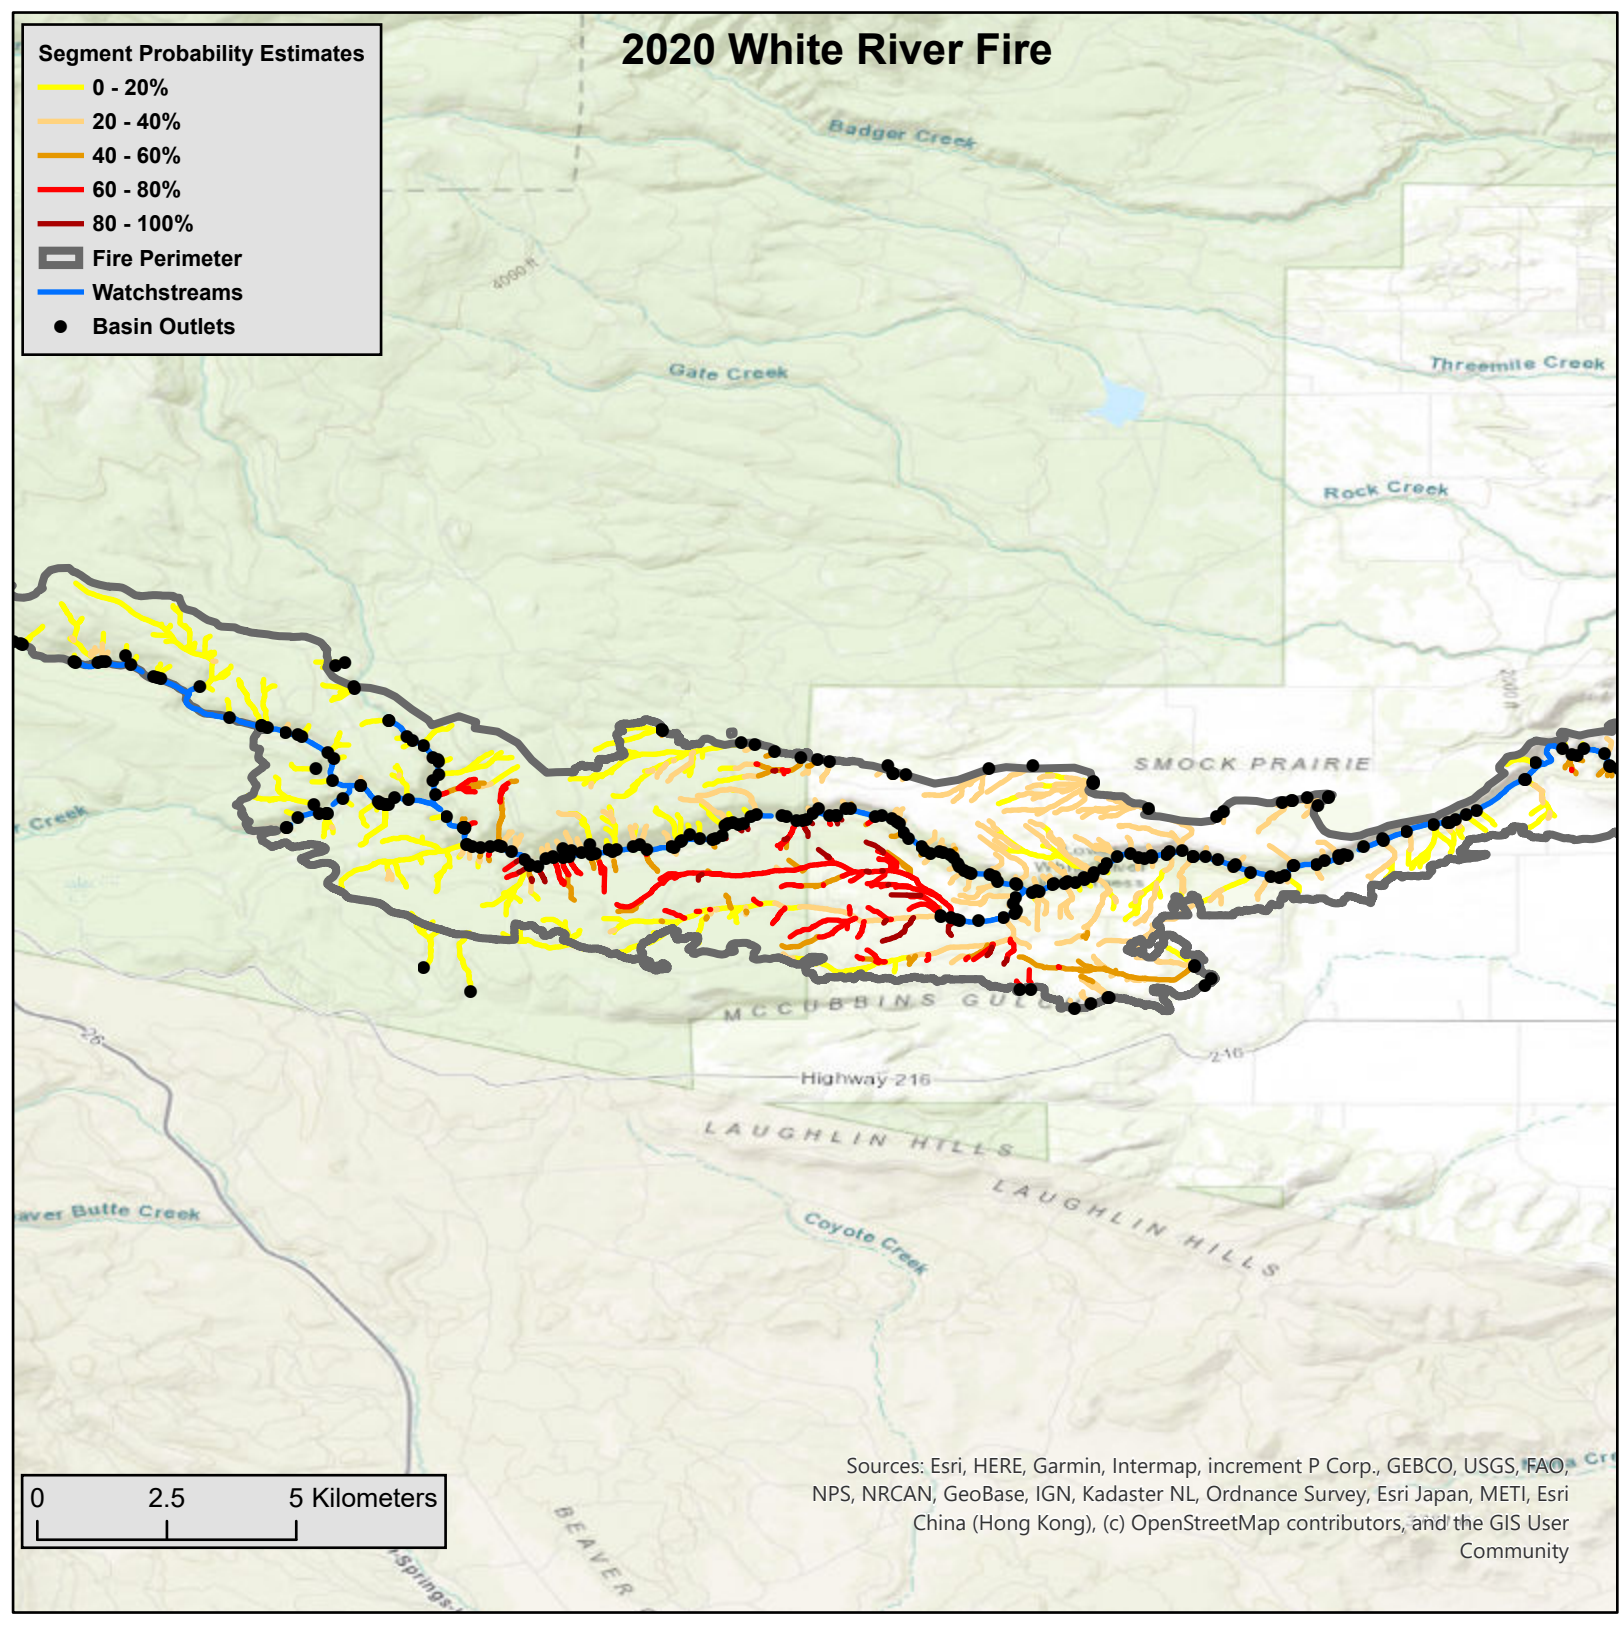 2020 White River Fire
Segment Probability Estimates
0 - 20%
20 - 40%
40 - 60%
60 - 80%
80 - 100%
Fire Perimeter
Watchstreams
Basin Outlets
Badger Creek
4000 ft
Gate Creek
Threemile Creek
Rock Creek
2000 ft
SMOCK PRAIRIE
r Creek
MCCUBBINS GULC
26
216
Highway 216
LAUGHLIN HILLS
LAUGHLIN HILLS
aver Butte Creek
Coyote Creek
BEAVER
-Springs-
0 2.5 5 Kilometers
Sources: Esri, HERE, Garmin, Intermap, increment P Corp., GEBCO, USGS, FAO,
NPS, NRCAN, GeoBase, IGN, Kadaster NL, Ordnance Survey, Esri Japan, METI, Esri
China (Hong Kong), (c) OpenStreetMap contributors, and the GIS User
Community